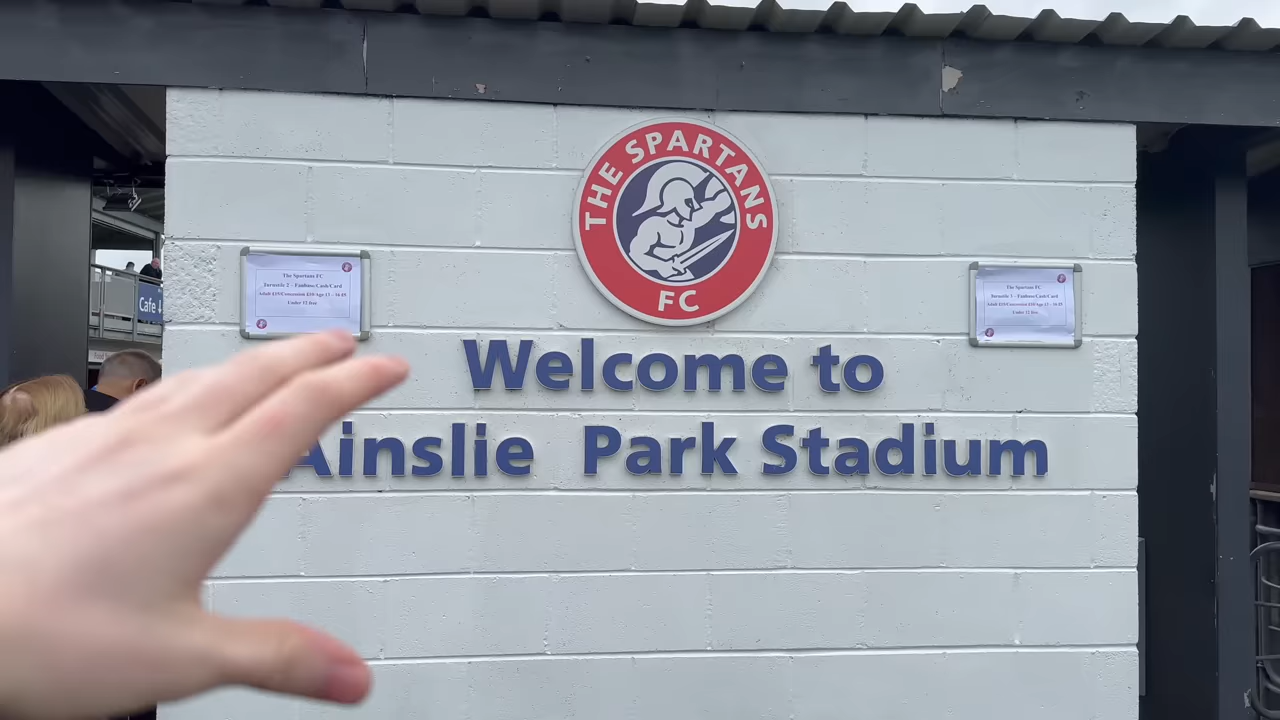 THE SPARTANS
FC
Welcome to
Ainslie Park Stadium
The Spartans FC
Turnstile 2 - Fanbase/Cash/Card
Under 12 free
The Spartans FC
Turnstile 1 - Fanbase/Cash/Card
Under 12 free
Cafe